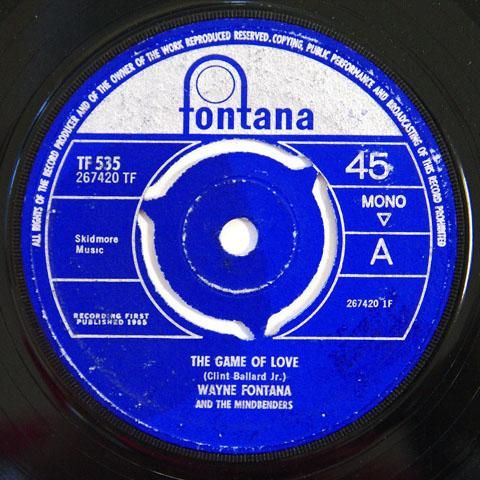 ALL RIGHTS OF THE RECORD PRODUCER AND OF THE OWNER OF THE WORK REPRODUCED RESERVED. COPYING, PUBLIC PERFORMANCE AND BROADCASTING OF THIS RECORD PROHIBITED
fontana
TF 535
267420 TF
45
MONO
A
Skidmore
Music
267420 1F
RECORDING FIRST
PUBLISHED 1965
THE GAME OF LOVE
(Clint Ballard Jr.)
WAYNE FONTANA
AND THE MINDBENDERS